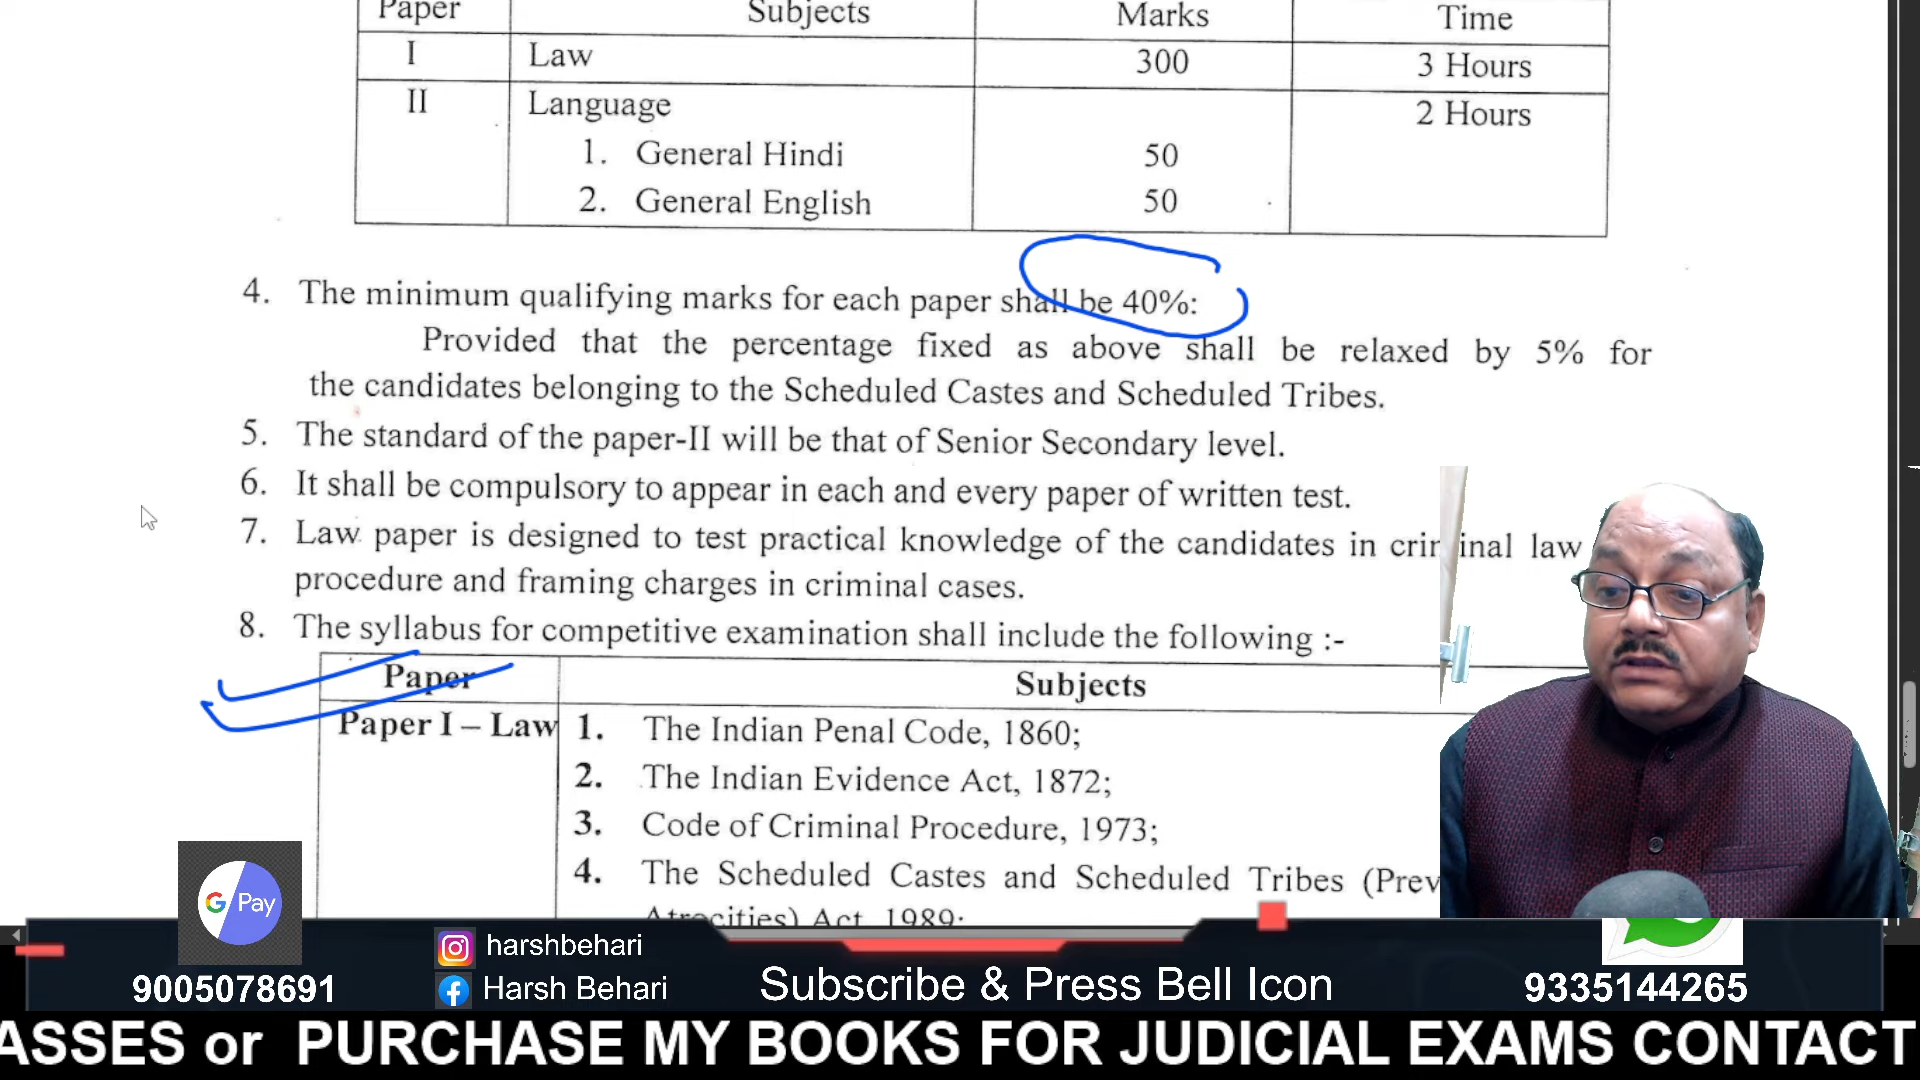 Paper Subjects Marks Time
I Law 300 3 Hours
II Language 2 Hours
1. General Hindi 50
2. General English 50
4. The minimum qualifying marks for each paper shall be 40%:
Provided that the percentage fixed as above shall be relaxed by 5% for
the candidates belonging to the Scheduled Castes and Scheduled Tribes.
5. The standard of the paper-II will be that of Senior Secondary level.
6. It shall be compulsory to appear in each and every paper of written test.
7. Law paper is designed to test practical knowledge of the candidates in criminal law
procedure and framing charges in criminal cases.
8. The syllabus for competitive examination shall include the following :-
Paper Subjects
Paper I – Law 1. The Indian Penal Code, 1860;
2. The Indian Evidence Act, 1872;
3. Code of Criminal Procedure, 1973;
4. The Scheduled Castes and Scheduled Tribes (Prev
Atrocities) Act, 1989;
G Pay
9005078691
harshbehari
Harsh Behari
Subscribe & Press Bell Icon
9335144265
ASSES or PURCHASE MY BOOKS FOR JUDICIAL EXAMS CONTACT